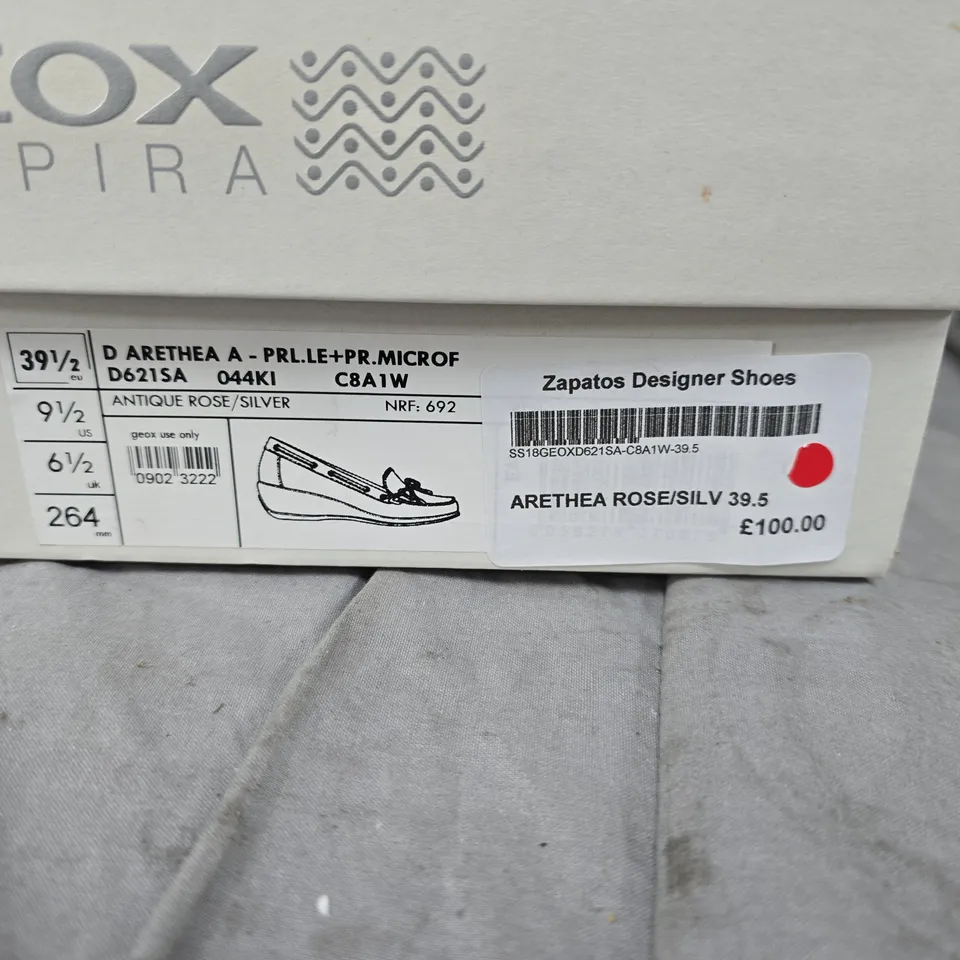 EOX
PIRA
39½
eu
9½
US
6½
uk
264
mm
D ARETHEA A - PRL.LE+PR.MICROF
D621SA 044KI C8A1W
ANTIQUE ROSE/SILVER NRF: 692
geox use only
0902 3222
Zapatos Designer Shoes
SS18GEOXD621SA-C8A1W-39.5
ARETHEA ROSE/SILV 39.5
£100.00